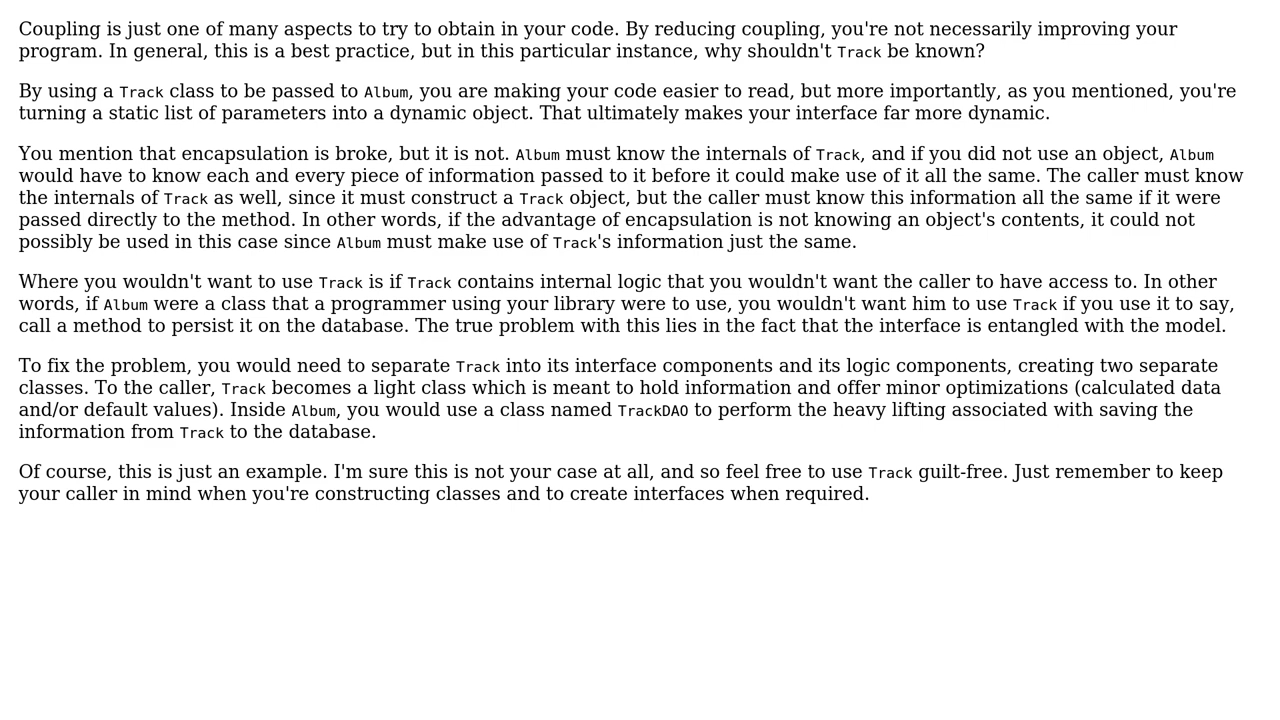 Coupling is just one of many aspects to try to obtain in your code. By reducing coupling, you're not necessarily improving your
program. In general, this is a best practice, but in this particular instance, why shouldn't Track be known?
By using a Track class to be passed to Album, you are making your code easier to read, but more importantly, as you mentioned, you're
turning a static list of parameters into a dynamic object. That ultimately makes your interface far more dynamic.
You mention that encapsulation is broke, but it is not. Album must know the internals of Track, and if you did not use an object, Album
would have to know each and every piece of information passed to it before it could make use of it all the same. The caller must know
the internals of Track as well, since it must construct a Track object, but the caller must know this information all the same if it were
passed directly to the method. In other words, if the advantage of encapsulation is not knowing an object's contents, it could not
possibly be used in this case since Album must make use of Track's information just the same.
Where you wouldn't want to use Track is if Track contains internal logic that you wouldn't want the caller to have access to. In other
words, if Album were a class that a programmer using your library were to use, you wouldn't want him to use Track if you use it to say,
call a method to persist it on the database. The true problem with this lies in the fact that the interface is entangled with the model.
To fix the problem, you would need to separate Track into its interface components and its logic components, creating two separate
classes. To the caller, Track becomes a light class which is meant to hold information and offer minor optimizations (calculated data
and/or default values). Inside Album, you would use a class named TrackDAO to perform the heavy lifting associated with saving the
information from Track to the database.
Of course, this is just an example. I'm sure this is not your case at all, and so feel free to use Track guilt-free. Just remember to keep
your caller in mind when you're constructing classes and to create interfaces when required.